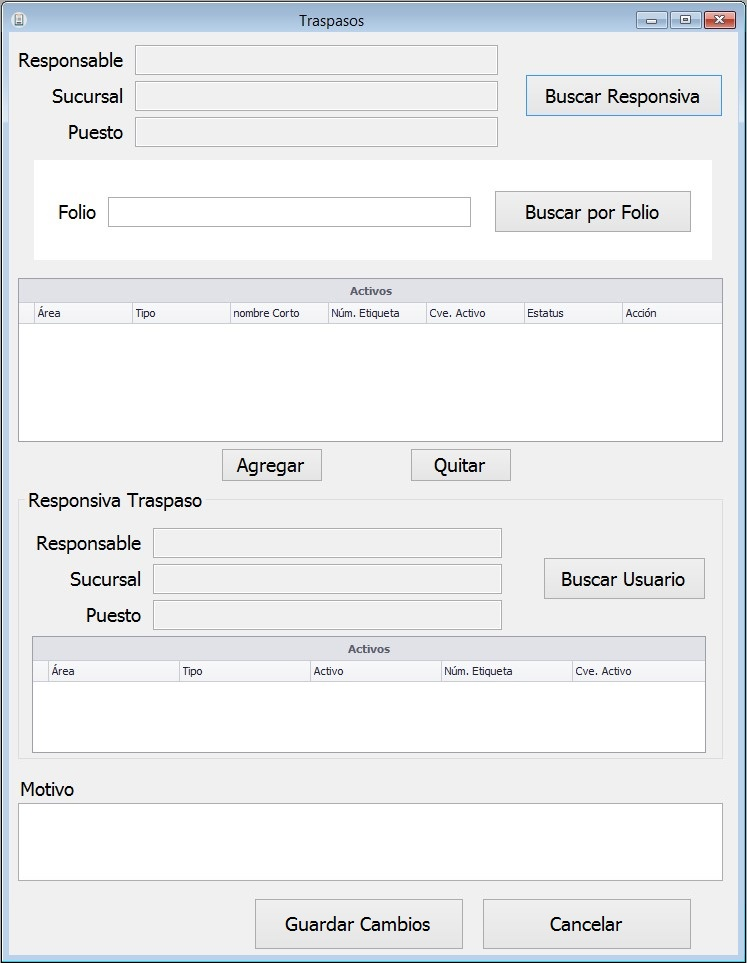 Traspasos
Responsable
Sucursal
Buscar Responsiva
Puesto
Folio
Buscar por Folio
Activos
Área Tipo nombre Corto Núm. Etiqueta Cve. Activo Estatus Acción
Agregar Quitar
Responsiva Traspaso
Responsable
Sucursal
Buscar Usuario
Puesto
Activos
Área Tipo Activo Núm. Etiqueta Cve. Activo
Motivo
Guardar Cambios Cancelar